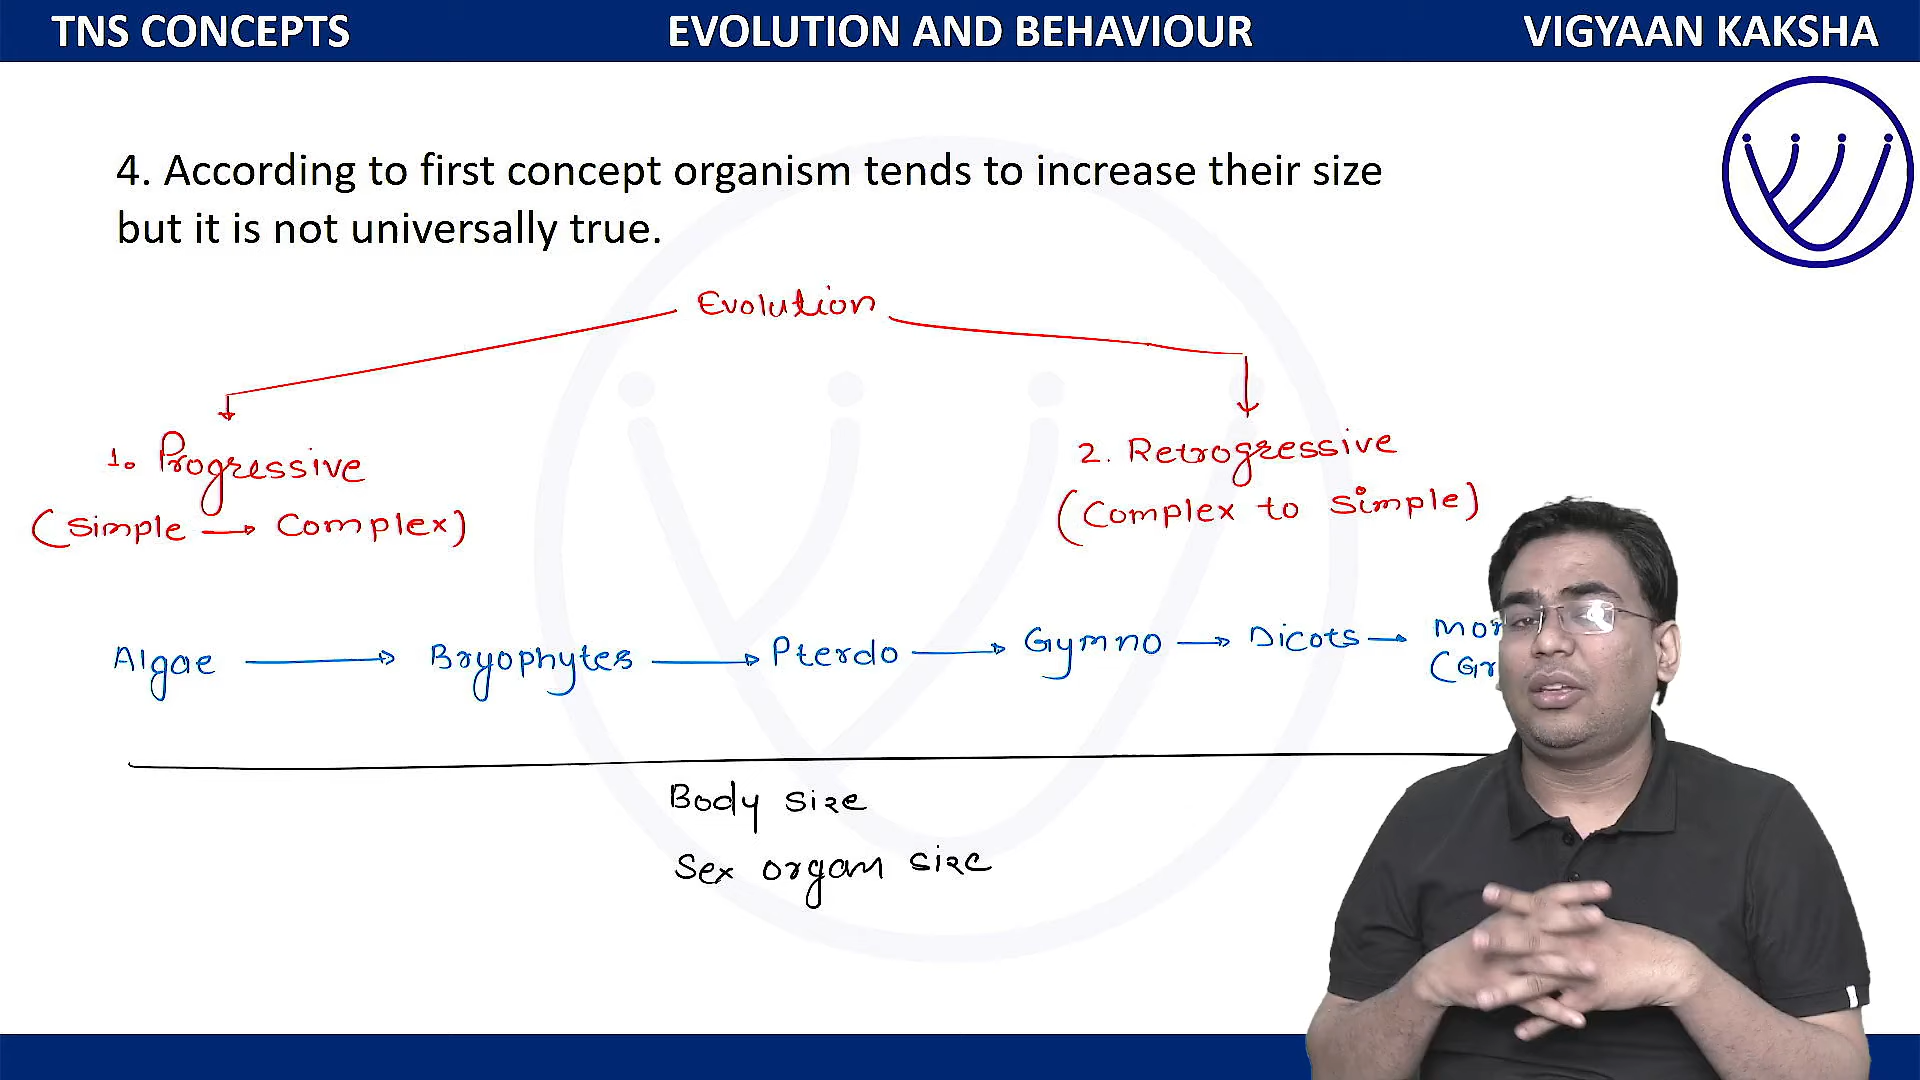 TNS CONCEPTS EVOLUTION AND BEHAVIOUR VIGYAAN KAKSHA
4. According to first concept organism tends to increase their size
but it is not universally true.
Evolution
1. Progressive
(Simple → Complex)
2. Retrogressive
(Complex to Simple)
Algae → Bryophytes → Pterdo → Gymno → Dicots →
Body size
Sex organ size